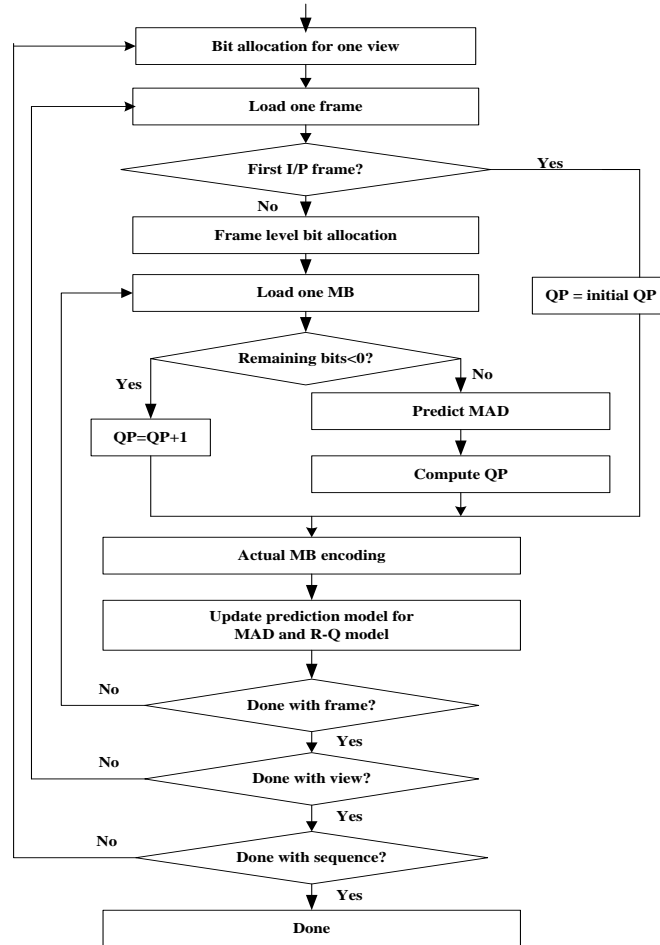 Bit allocation for one view
Load one frame
First I/P frame?
Yes
No
Frame level bit allocation
Load one MB
QP = initial QP
Remaining bits<0?
Yes
No
Predict MAD
QP=QP+1
Compute QP
Actual MB encoding
Update prediction model for
MAD and R-Q model
No
Done with frame?
Yes
No
Done with view?
Yes
No
Done with sequence?
Yes
Done